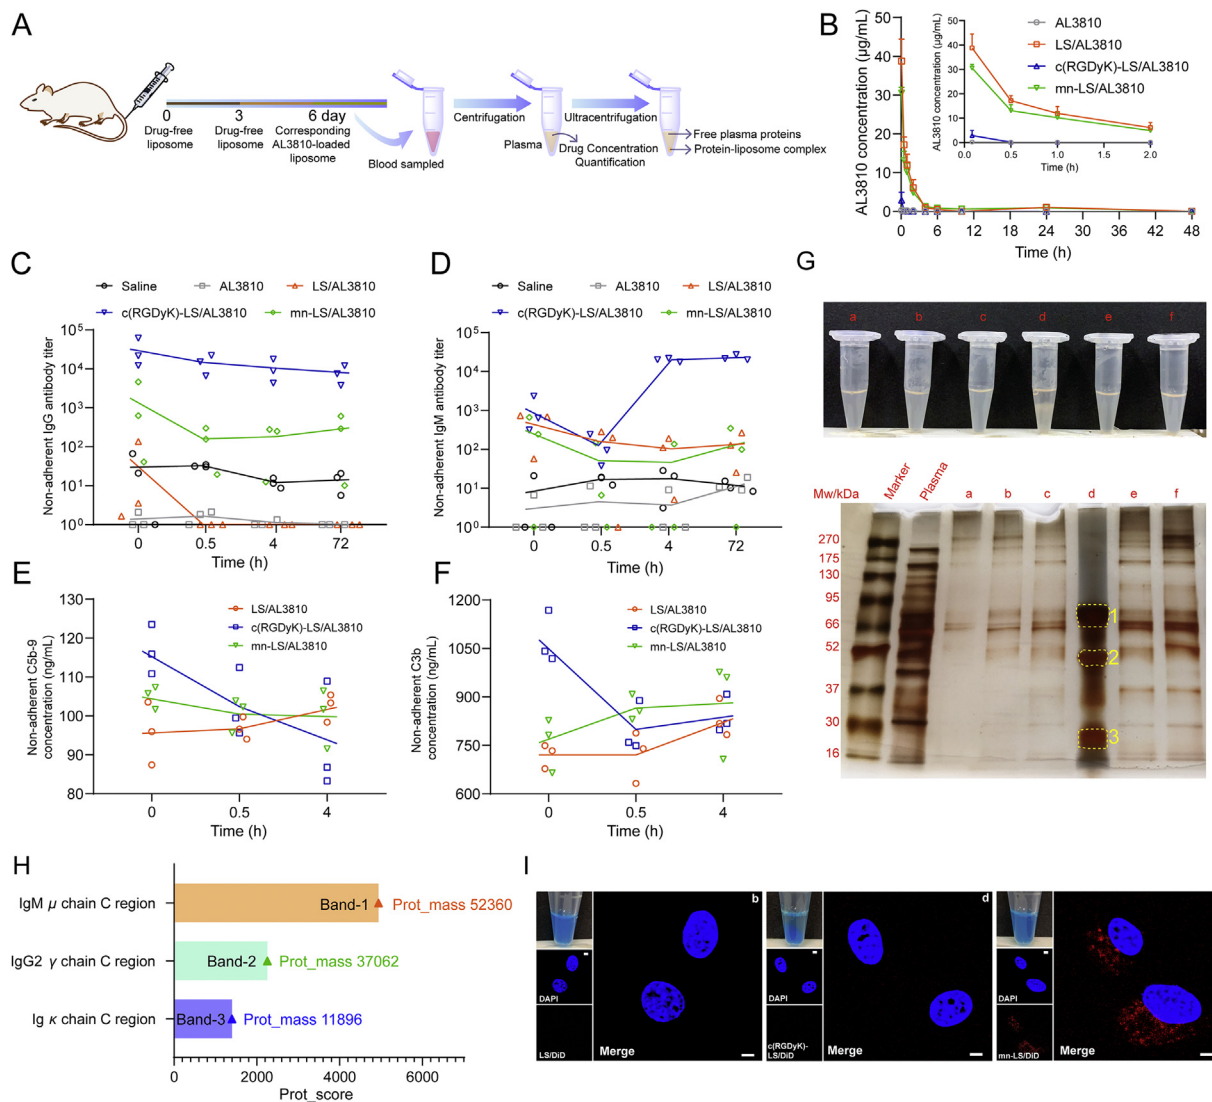 A
0
3
6 day
Drug-free
liposome
Drug-free
liposome
Corresponding
AL3810-loaded
liposome
Blood sampled
Centrifugation
Plasma
Ultracentrifugation
Drug Concentration
Quantification
Free plasma proteins
Protein-liposome complex
B
AL3810 concentration (µg/mL)
50
40
30
20
10
0
0 6 12 18 24 30 36 42 48
Time (h)
AL3810 concentration (µg/mL)
50
40
30
20
10
0
0.0 0.5 1.0 1.5 2.0
Time (h)
AL3810
LS/AL3810
c(RGDyK)-LS/AL3810
mn-LS/AL3810
C
Saline AL3810 LS/AL3810
c(RGDyK)-LS/AL3810 mn-LS/AL3810
Non-adherent IgG antibody titer
10⁵
10⁴
10³
10²
10¹
10⁰
0 0.5 4 72
Time (h)
D
Saline AL3810 LS/AL3810
c(RGDyK)-LS/AL3810 mn-LS/AL3810
Non-adherent IgM antibody titer
10⁵
10⁴
10³
10²
10¹
10⁰
0 0.5 4 72
Time (h)
E
LS/AL3810
c(RGDyK)-LS/AL3810
mn-LS/AL3810
Non-adherent C5b-9
concentration (ng/mL)
130
120
110
100
90
80
0 0.5 4
Time (h)
F
LS/AL3810
c(RGDyK)-LS/AL3810
mn-LS/AL3810
Non-adherent C3b
concentration (ng/mL)
1200
1050
900
750
600
0 0.5 4
Time (h)
G
a b c d e f
Mw/kDa Marker Plasma a b c d e f
270
175
130
95
66
52
37
30
16
1
2
3
H
IgM μ chain C region Band-1 Prot_mass 52360
IgG2 γ chain C region Band-2 Prot_mass 37062
Ig κ chain C region Band-3 Prot_mass 11896
0 2000 4000 6000
Prot_score
I
b
DAPI
LS/DiD
Merge
d
DAPI
c(RGDyK)-
LS/DiD
Merge
DAPI
mn-LS/DiD
Merge